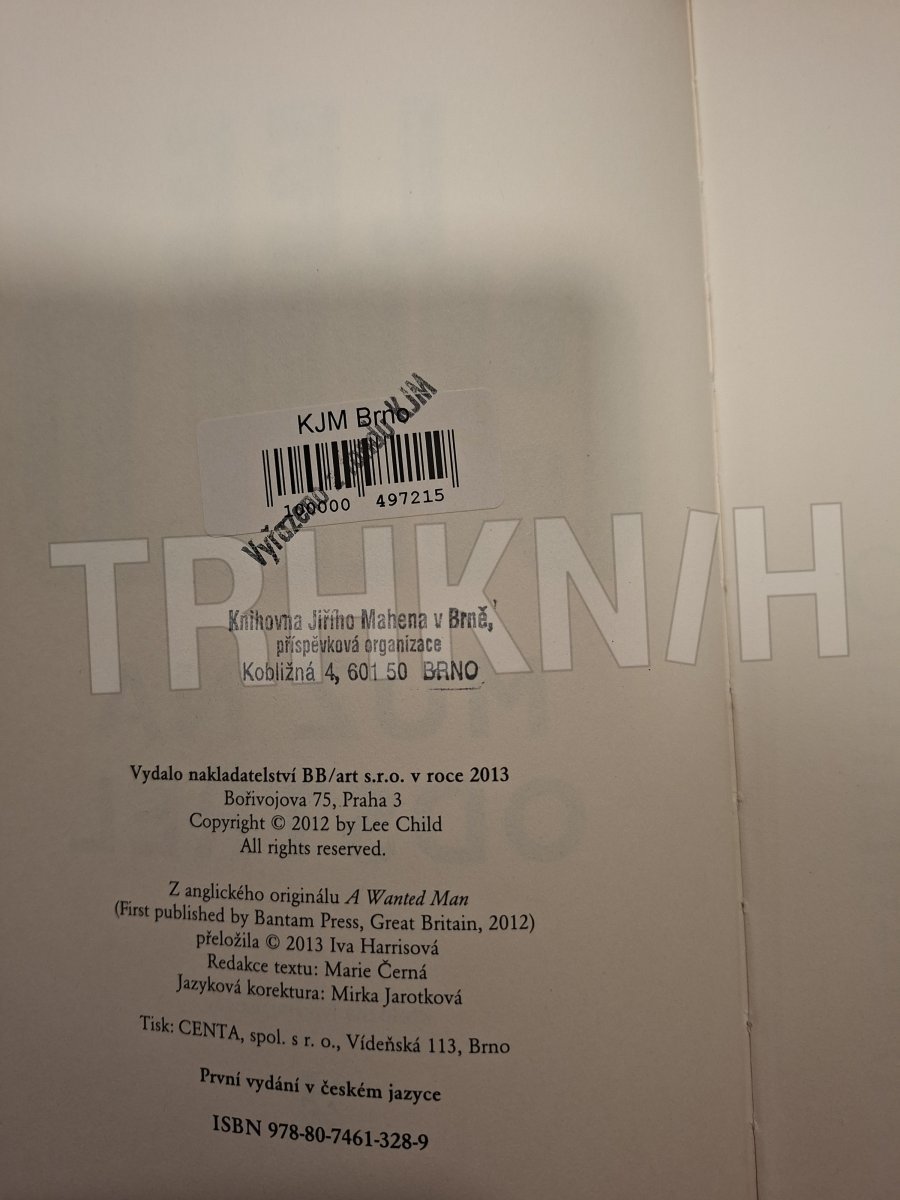 KJM Brno
Vyřazeno z fondu KJM
100000 497215
TRHKNIH
Knihovna Jiřího Mahena v Brně,
příspěvková organizace
Kobližná 4, 601 50 BRNO
Vydalo nakladatelství BB/art s.r.o. v roce 2013
Bořivojova 75, Praha 3
Copyright © 2012 by Lee Child
All rights reserved.
Z anglického originálu A Wanted Man
(First published by Bantam Press, Great Britain, 2012)
přeložila © 2013 Iva Harrisová
Redakce textu: Marie Černá
Jazyková korektura: Mirka Jarotková
Tisk: CENTA, spol. s r. o., Vídeňská 113, Brno
První vydání v českém jazyce
ISBN 978-80-7461-328-9